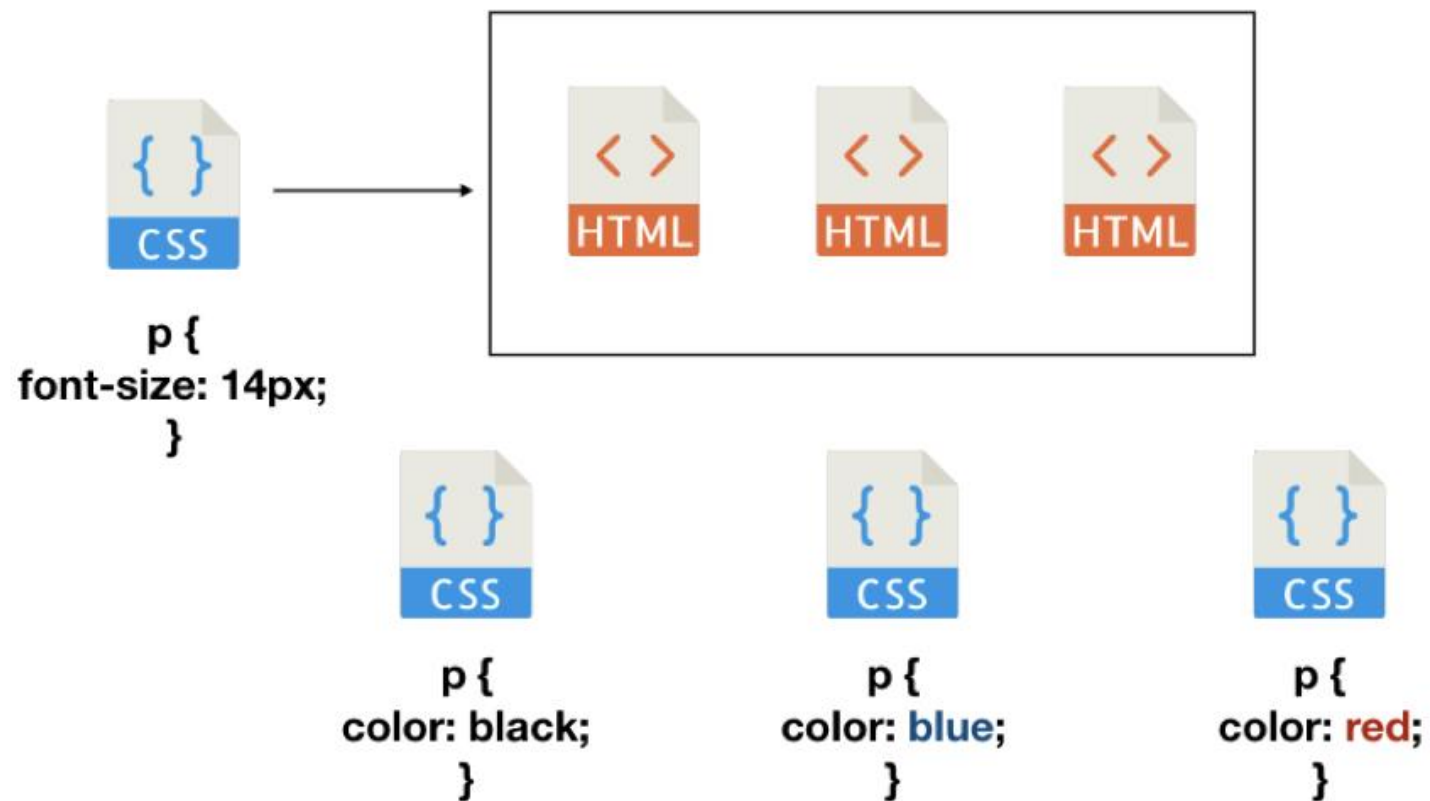 { }
CSS
p {
font-size: 14px;
}
< >
HTML
< >
HTML
< >
HTML
{ }
CSS
p {
color: black;
}
{ }
CSS
p {
color: blue;
}
{ }
CSS
p {
color: red;
}